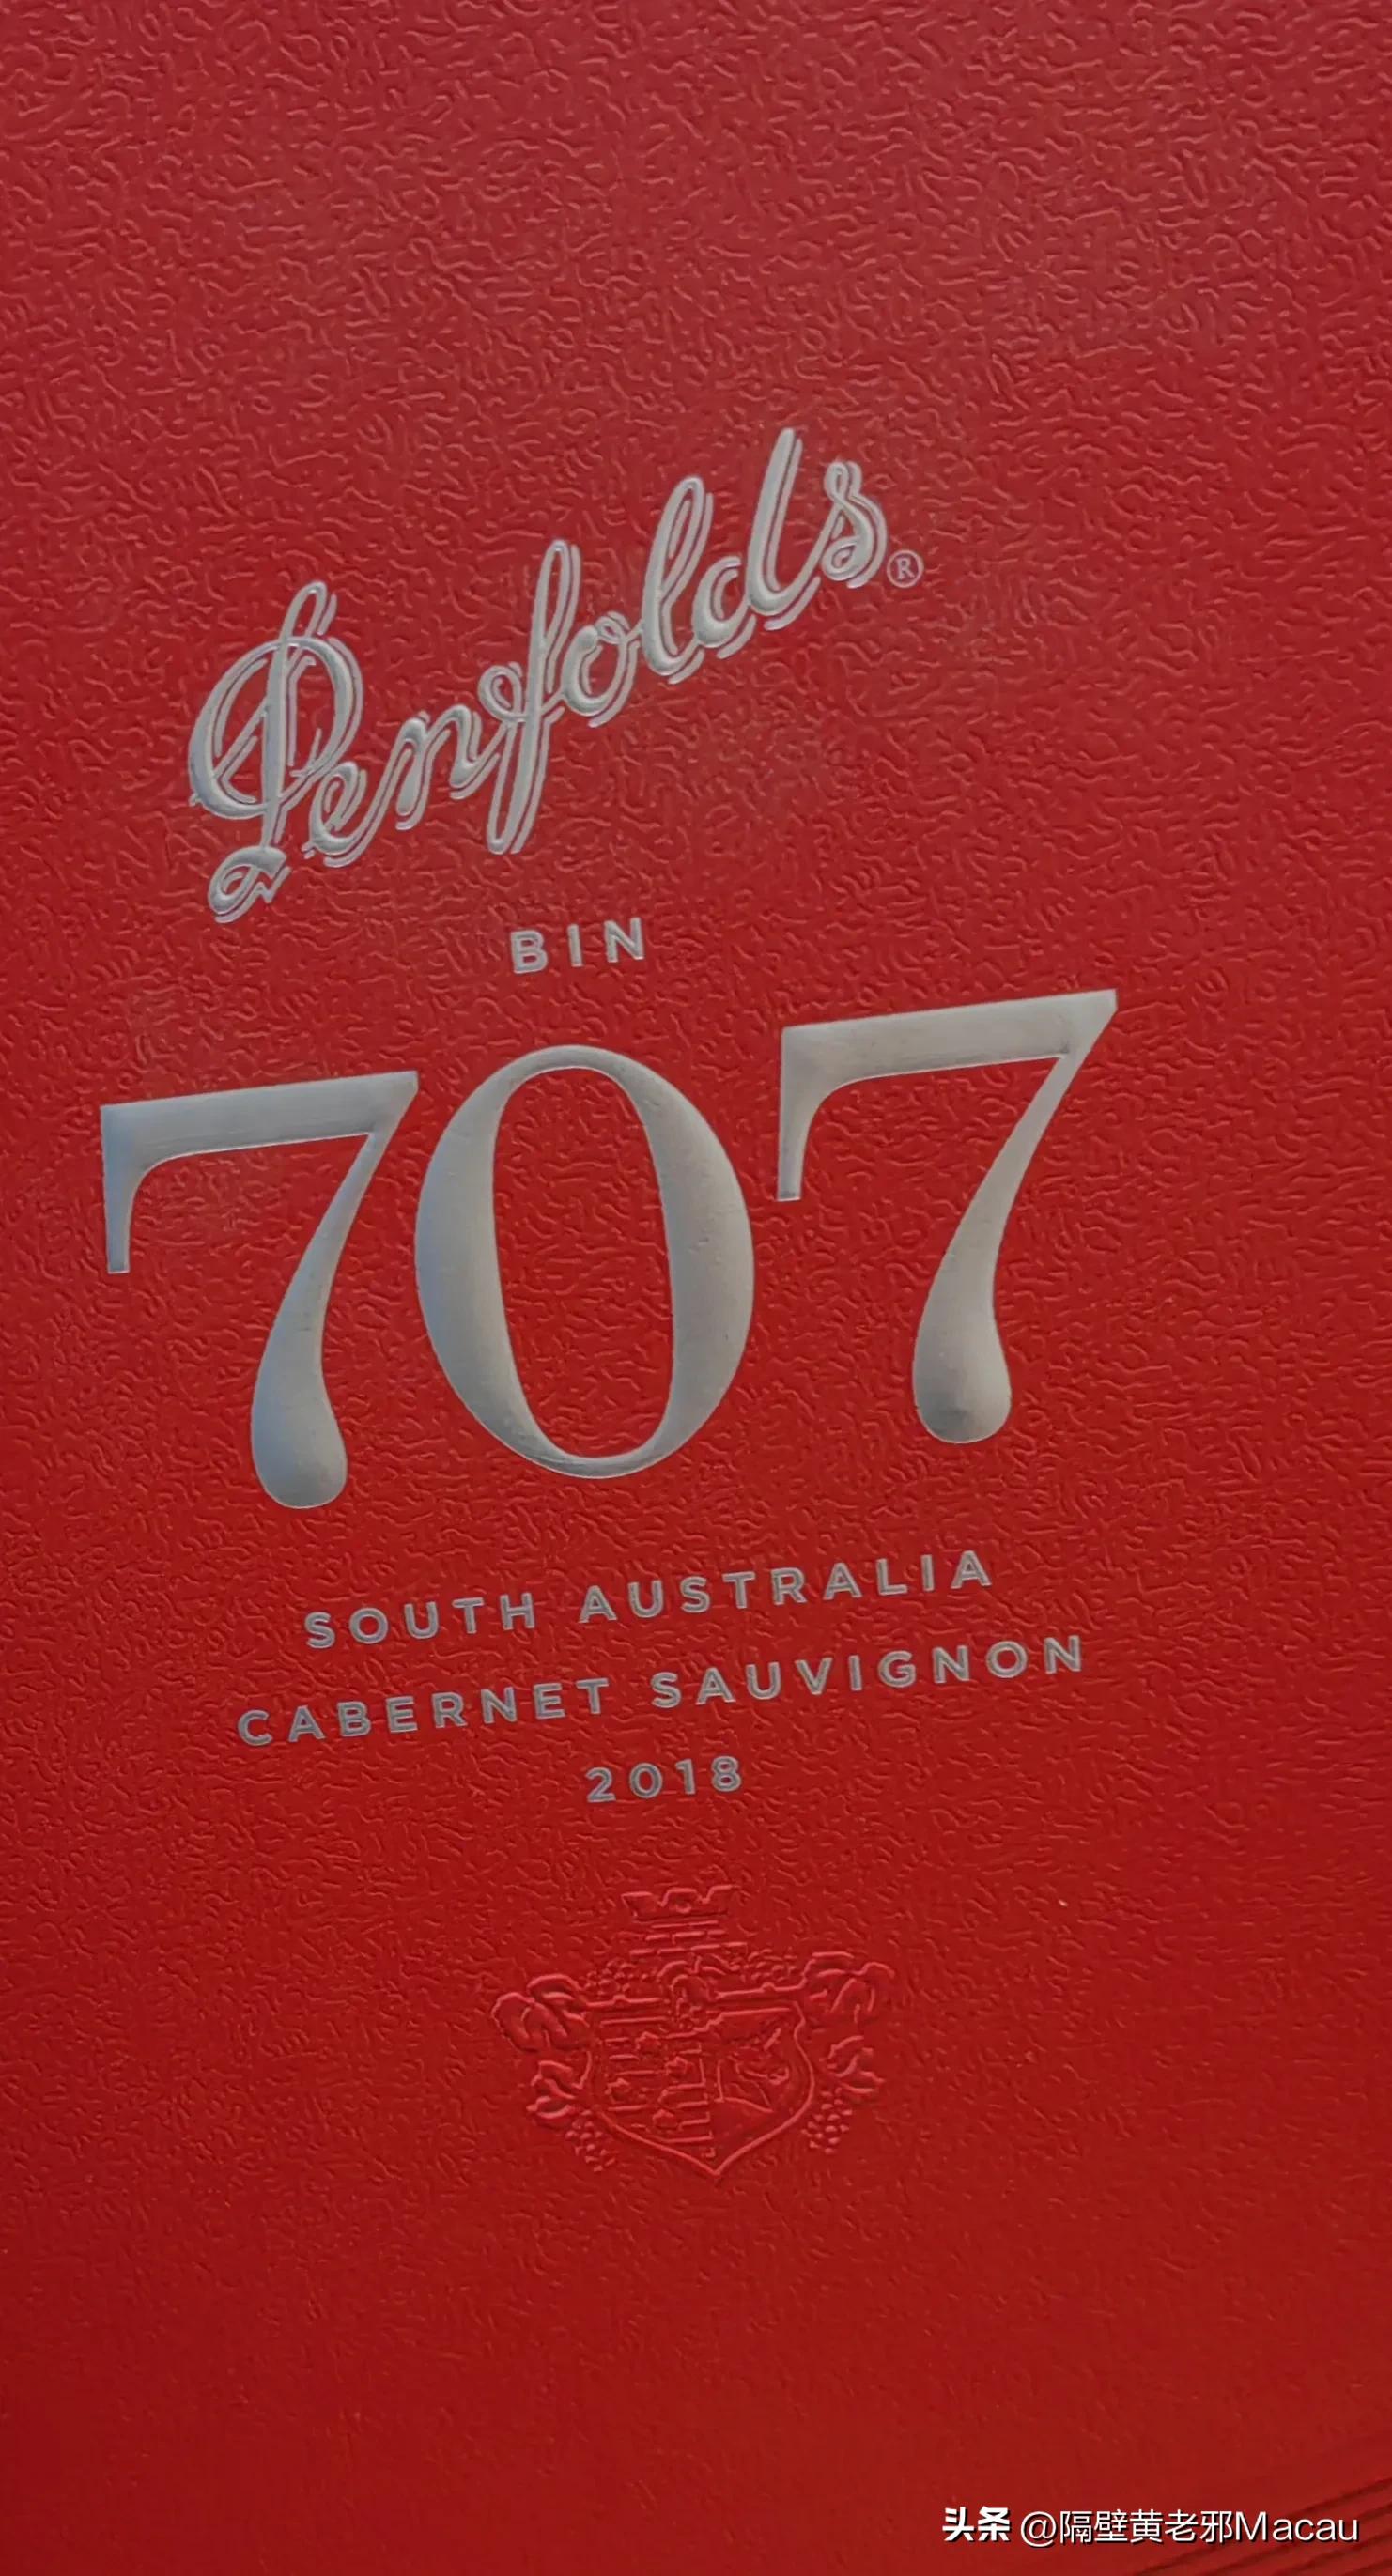 Penfolds®
BIN
707
SOUTH AUSTRALIA
CABERNET SAUVIGNON
2018
头条 @隔壁黄老邪Macau